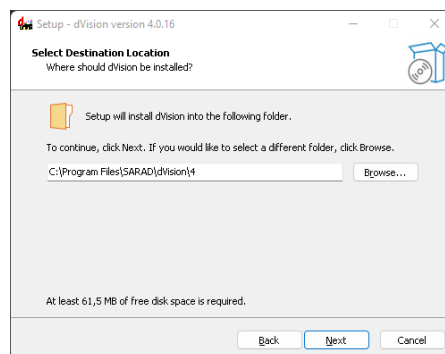 Setup - dVision version 4.0.16
Select Destination Location
Where should dVision be installed?
Setup will install dVision into the following folder.
To continue, click Next. If you would like to select a different folder, click Browse.
C:\Program Files\SARAD\dVision\4
Browse...
At least 61,5 MB of free disk space is required.
Back Next Cancel